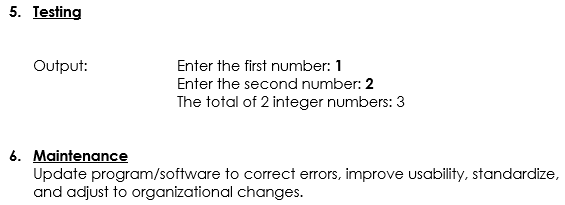 5. Testing
Output: Enter the first number: 1
Enter the second number: 2
The total of 2 integer numbers: 3
6. Maintenance
Update program/software to correct errors, improve usability, standardize,
and adjust to organizational changes.